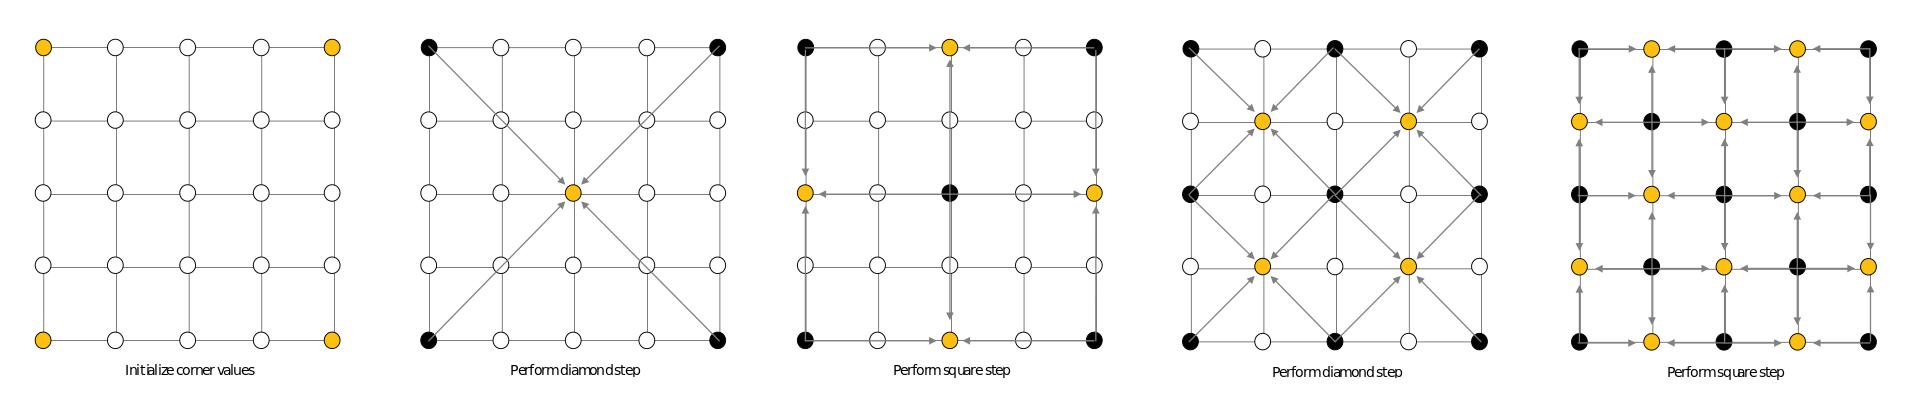 Initialize corner values
Perform diamond step
Perform square step
Perform diamond step
Perform square step